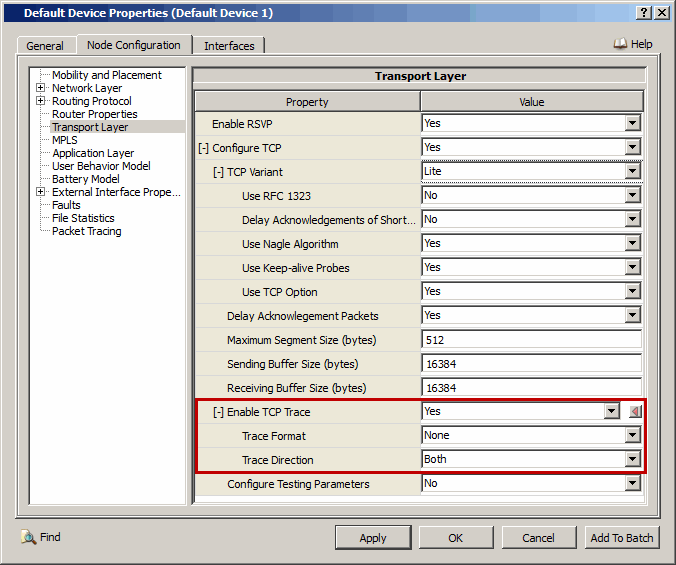 Default Device Properties (Default Device 1)
General Node Configuration Interfaces Help
Mobility and Placement
Network Layer
Routing Protocol
Router Properties
Transport Layer
MPLS
Application Layer
User Behavior Model
Battery Model
External Interface Prope...
Faults
File Statistics
Packet Tracing
Transport Layer
Property Value
Enable RSVP Yes
[-] Configure TCP Yes
[-] TCP Variant Lite
Use RFC 1323 No
Delay Acknowledgements of Short... No
Use Nagle Algorithm Yes
Use Keep-alive Probes Yes
Use TCP Option Yes
Delay Acknowlegement Packets Yes
Maximum Segment Size (bytes) 512
Sending Buffer Size (bytes) 16384
Receiving Buffer Size (bytes) 16384
[-] Enable TCP Trace Yes
Trace Format None
Trace Direction Both
Configure Testing Parameters No
Find Apply OK Cancel Add To Batch